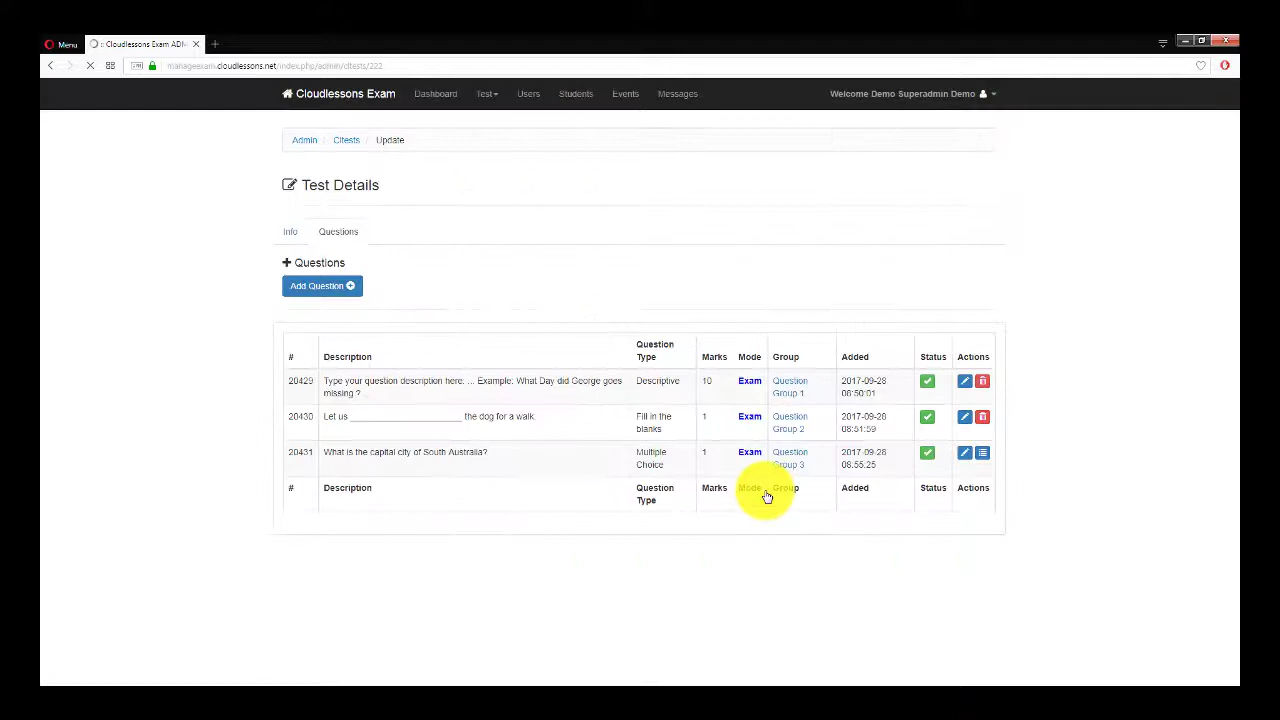 Menu
:: Cloudlessons Exam ADM
manageexam.cloudlessons.net/index.php/admin/cltests/222
Cloudlessons Exam Dashboard Test Users Students Events Messages Welcome Demo Superadmin Demo
Admin / Cltests / Update
Test Details
Info Questions
Questions
Add Question
# Description Question Type Marks Mode Group Added Status Actions
20429 Type your question description here: ... Example: What Day did George goes missing ? Descriptive 10 Exam Question Group 1 2017-09-28 08:50:01
20430 Let us ______________________ the dog for a walk. Fill in the blanks 1 Exam Question Group 2 2017-09-28 08:51:59
20431 What is the capital city of South Australia? Multiple Choice 1 Exam Question Group 3 2017-09-28 08:55:25
# Description Question Type Marks Mode Group Added Status Actions